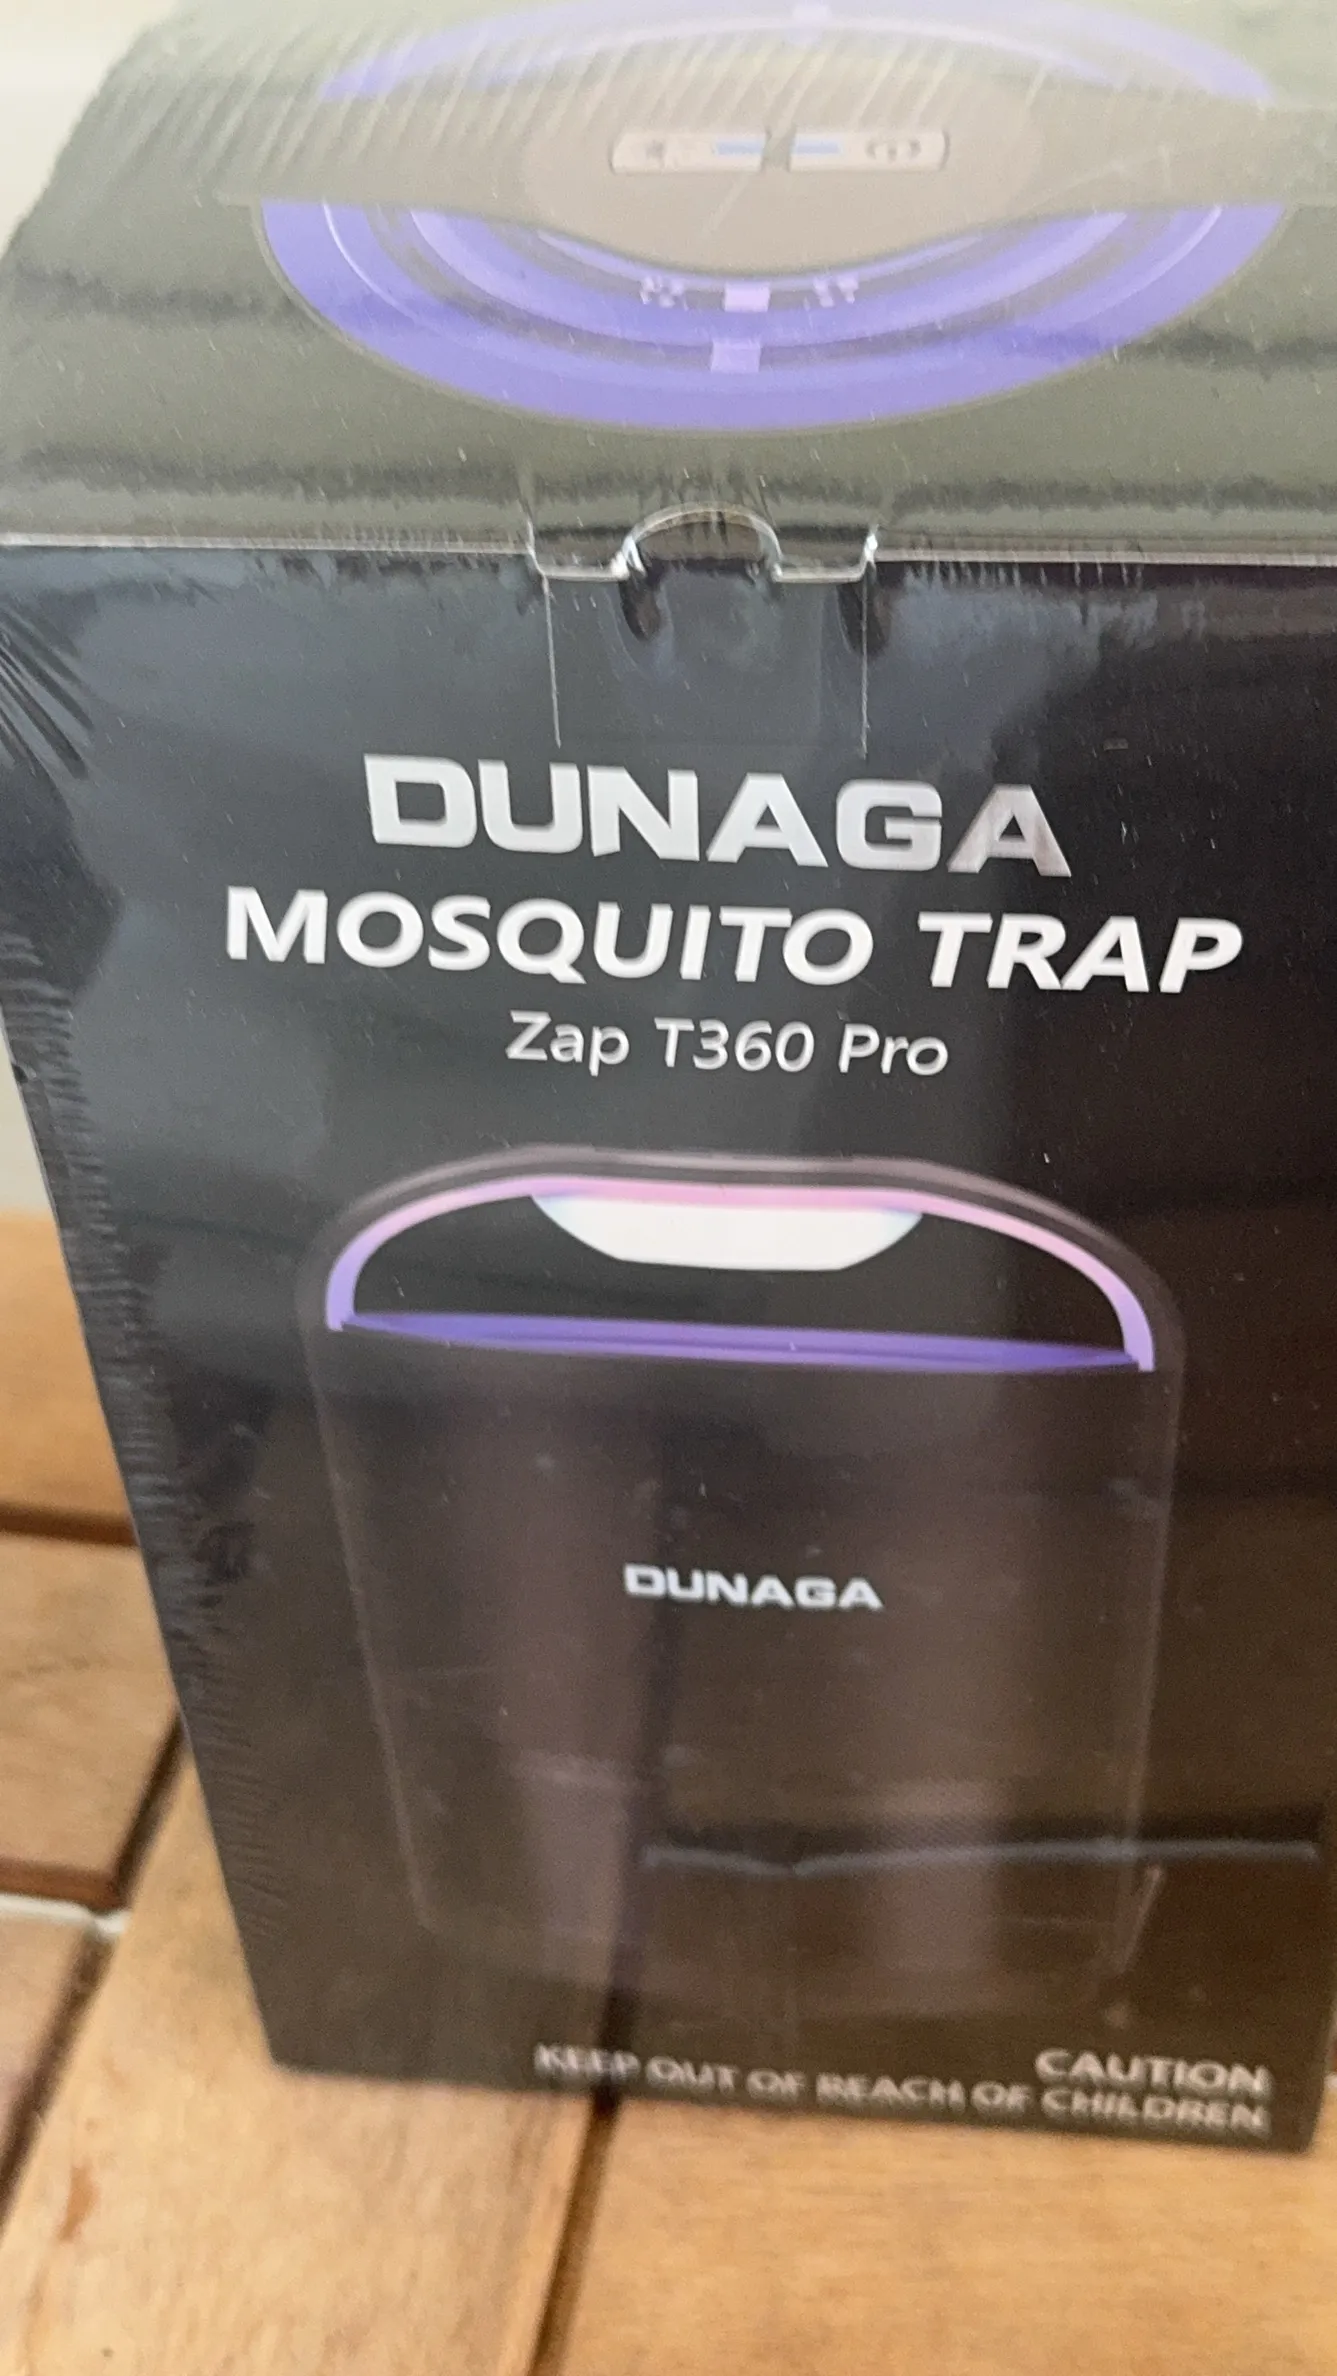 DUNAGA
MOSQUITO TRAP
Zap T360 Pro
DUNAGA
CAUTION
KEEP OUT OF REACH OF CHILDREN